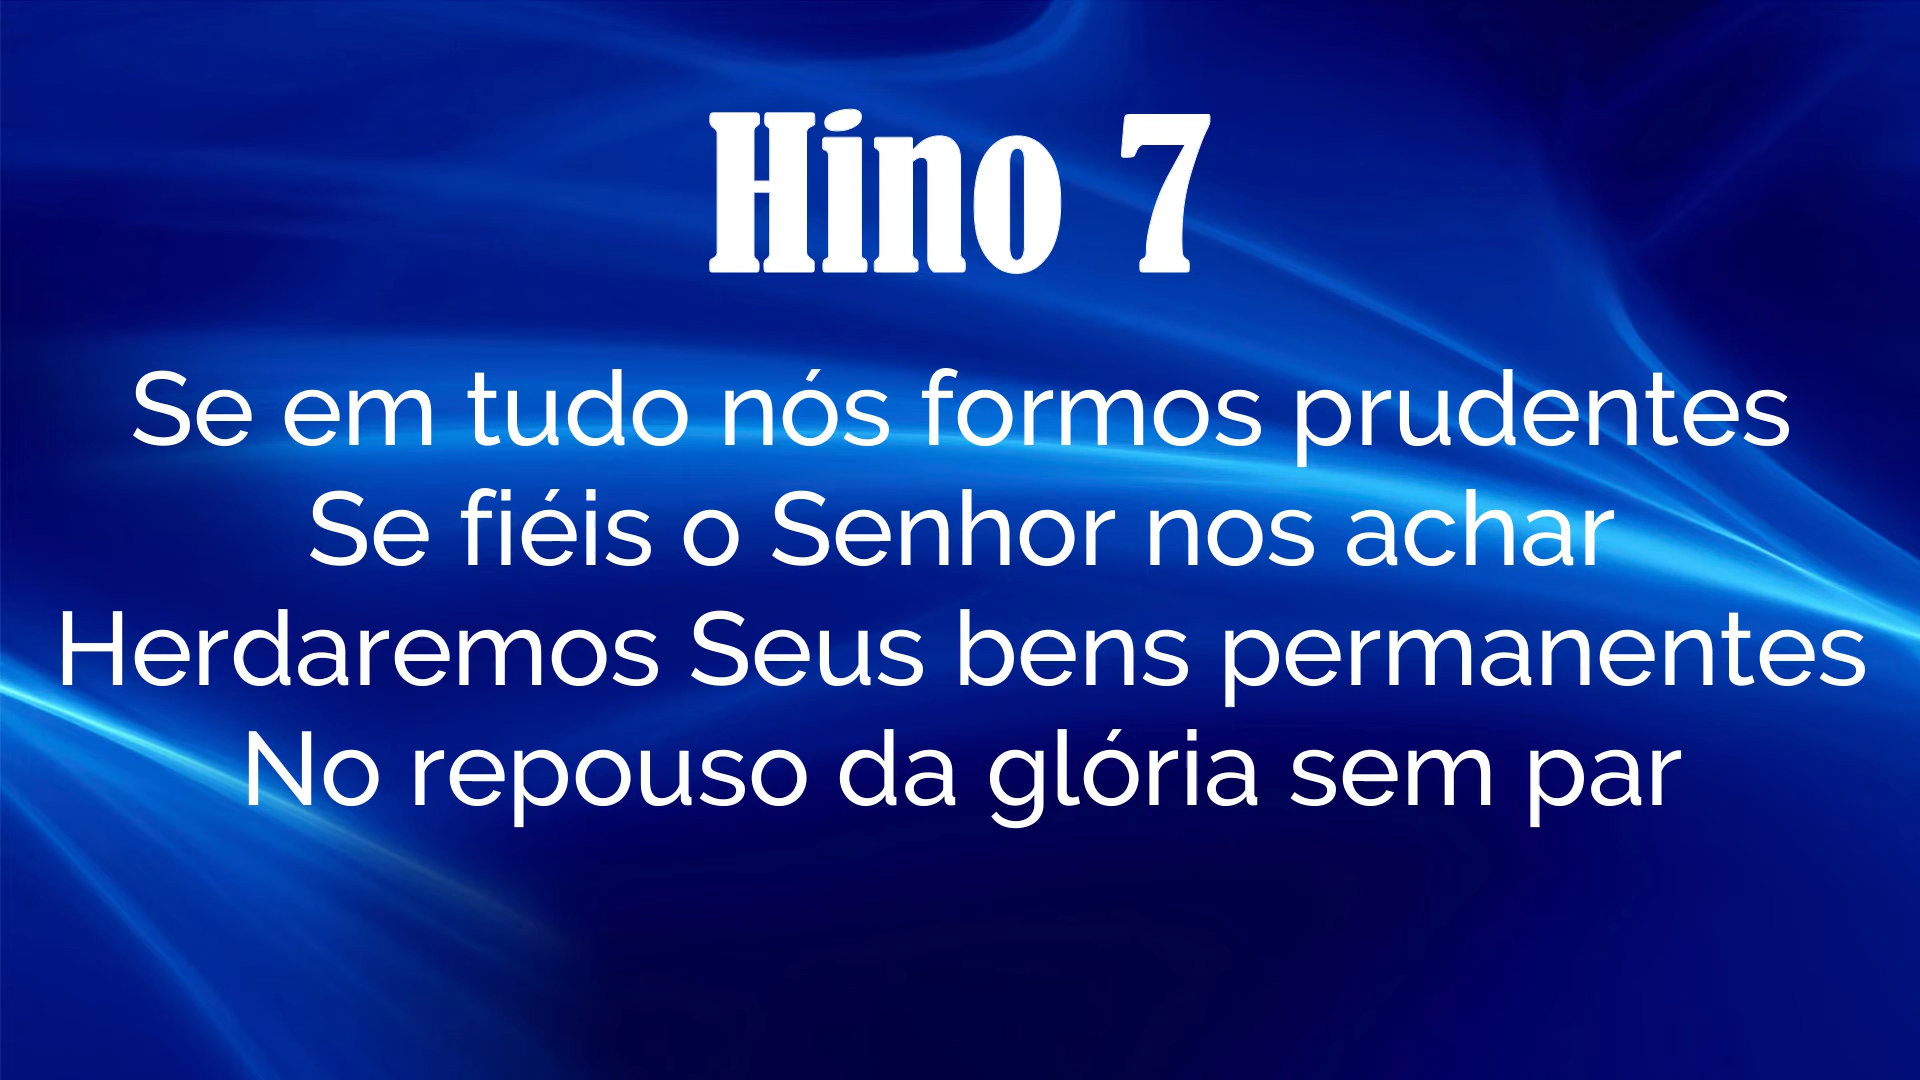 Hino 7
Se em tudo nós formos prudentes
Se fiéis o Senhor nos achar
Herdaremos Seus bens permanentes
No repouso da glória sem par